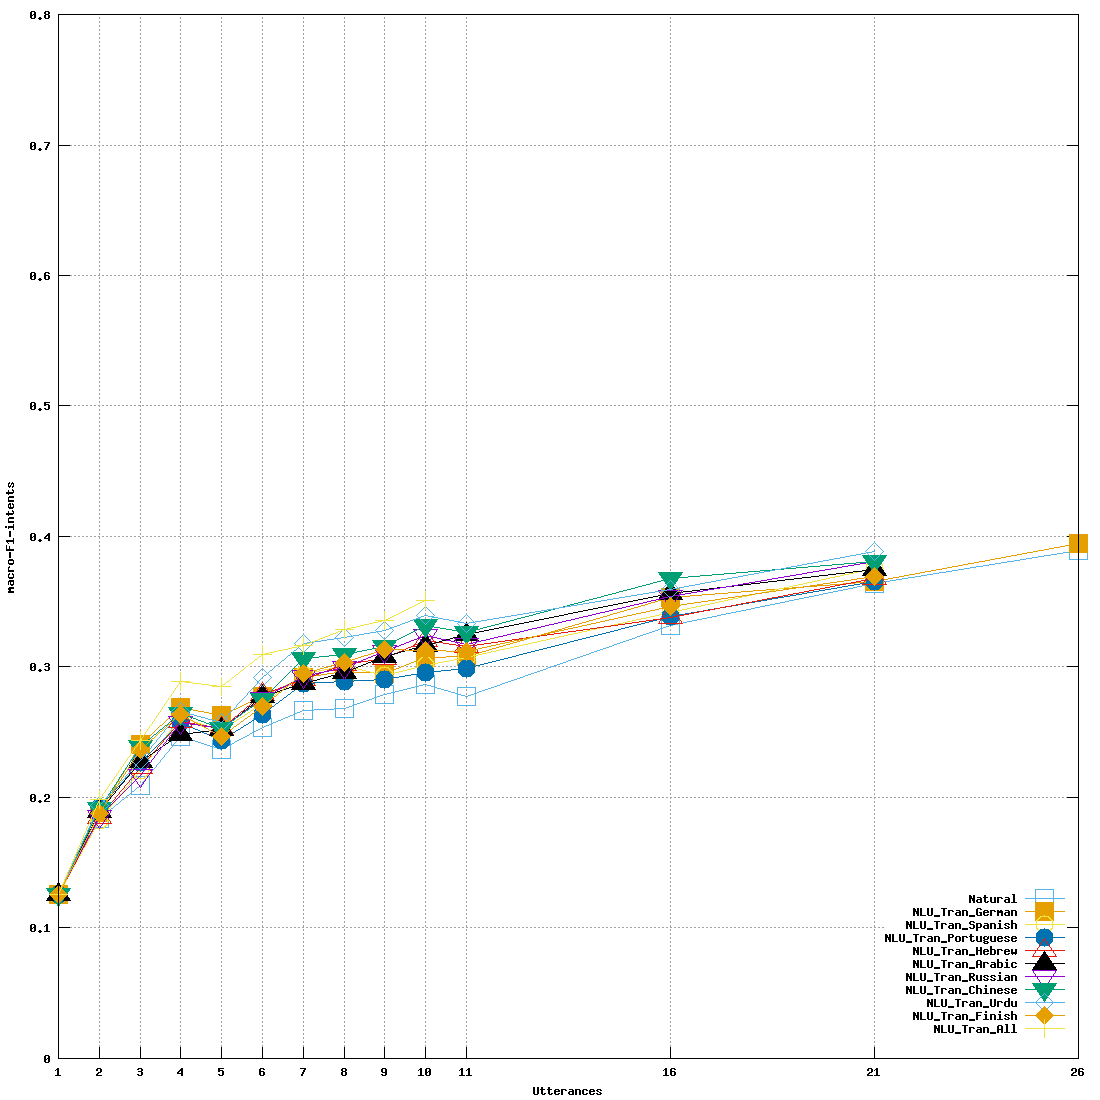 0.8
0.7
0.6
0.5
0.4
0.3
0.2
0.1
0
macro-F1-intents
Natural
NLU_Tran_German
NLU_Tran_Spanish
NLU_Tran_Portuguese
NLU_Tran_Hebrew
NLU_Tran_Arabic
NLU_Tran_Russian
NLU_Tran_Chinese
NLU_Tran_Urdu
NLU_Tran_Finish
NLU_Tran_All
1 2 3 4 5 6 7 8 9 10 11 16 21 26
Utterances